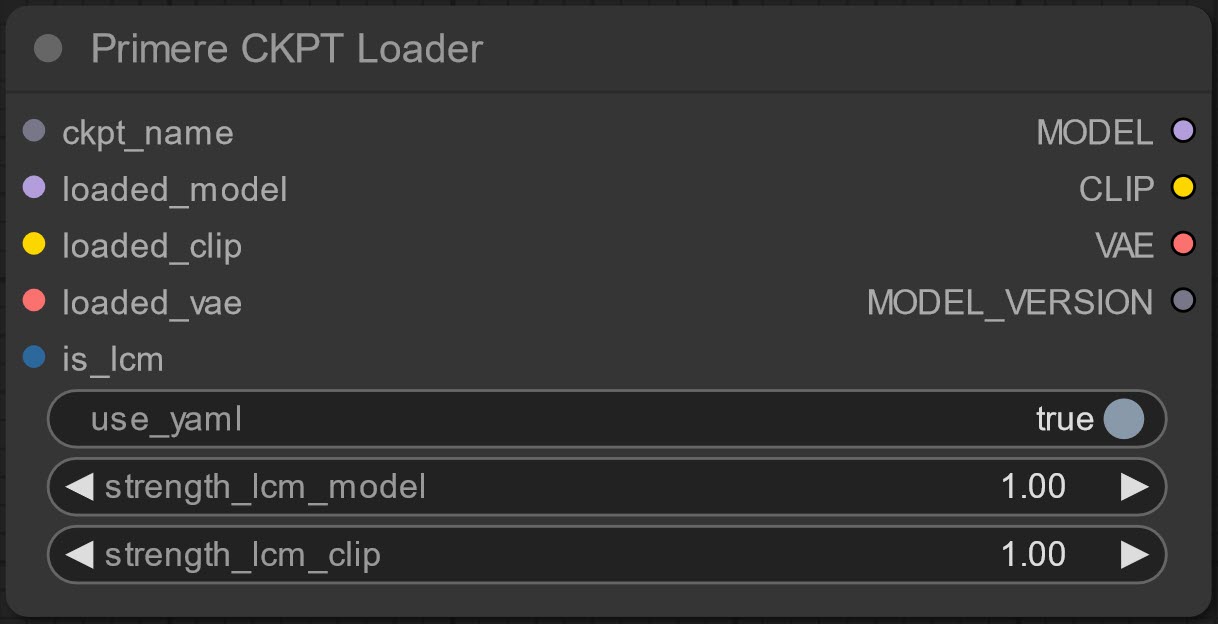 Primere CKPT Loader
ckpt_name MODEL
loaded_model CLIP
loaded_clip VAE
loaded_vae MODEL_VERSION
is_lcm
use_yaml true
strength_lcm_model 1.00
strength_lcm_clip 1.00